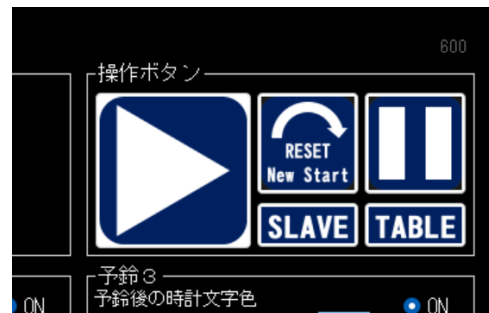 600
操作ボタン
RESET
New Start
SLAVE
TABLE
予鈴3
予鈴後の時計文字色
ON
ON